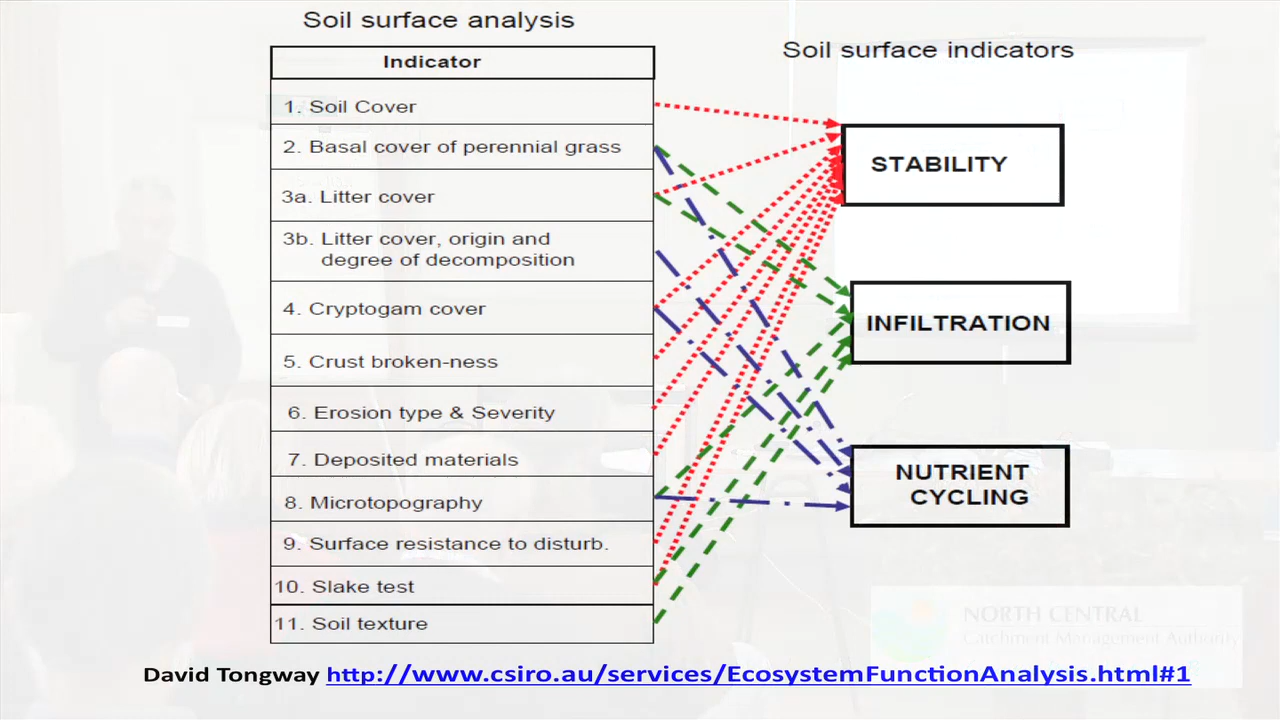 Soil surface analysis
Soil surface indicators
Indicator
1. Soil Cover
2. Basal cover of perennial grass
3a. Litter cover
3b. Litter cover, origin and
degree of decomposition
4. Cryptogam cover
5. Crust broken-ness
6. Erosion type & Severity
7. Deposited materials
8. Microtopography
9. Surface resistance to disturb.
10. Slake test
11. Soil texture
STABILITY
INFILTRATION
NUTRIENT
CYCLING
NORTH CENTRAL
Catchment Management Authority
David Tongway http://www.csiro.au/services/EcosystemFunctionAnalysis.html#1